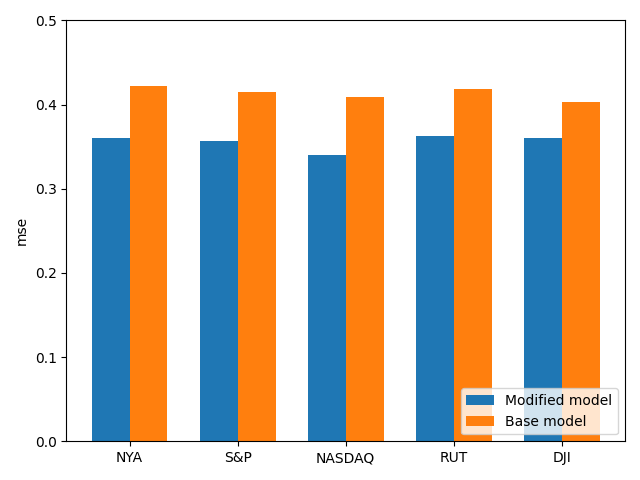 0.5
0.4
0.3
0.2
0.1
0.0
mse
NYA
S&P
NASDAQ
RUT
DJI
Modified model
Base model